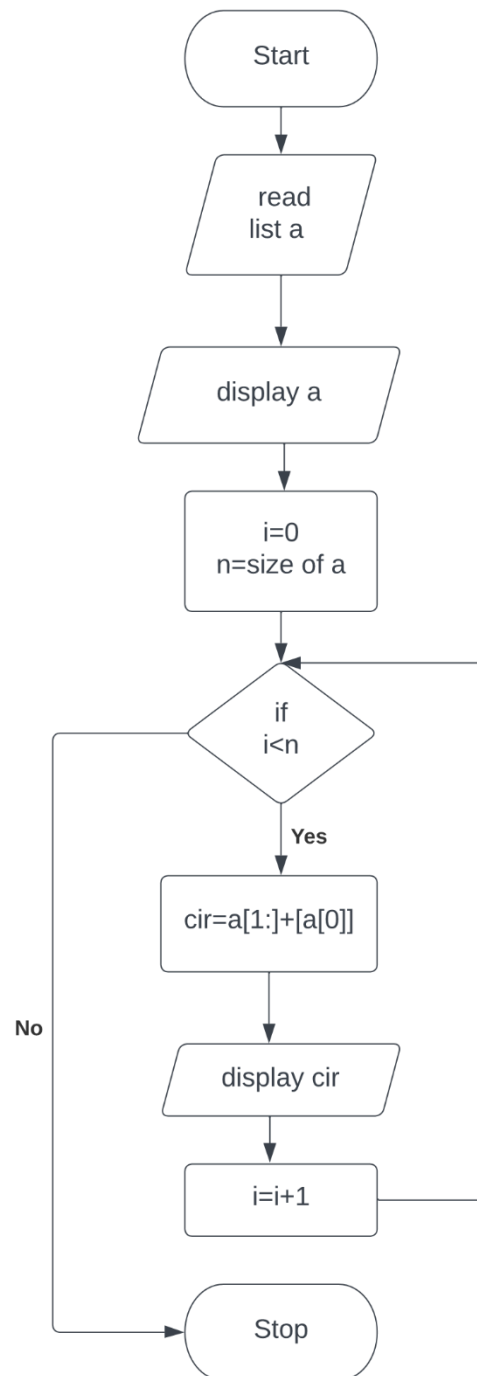 Start
read
list a
display a
i=0
n=size of a
if
i<n
Yes
cir=a[1:]+[a[0]]
No
display cir
i=i+1
Stop